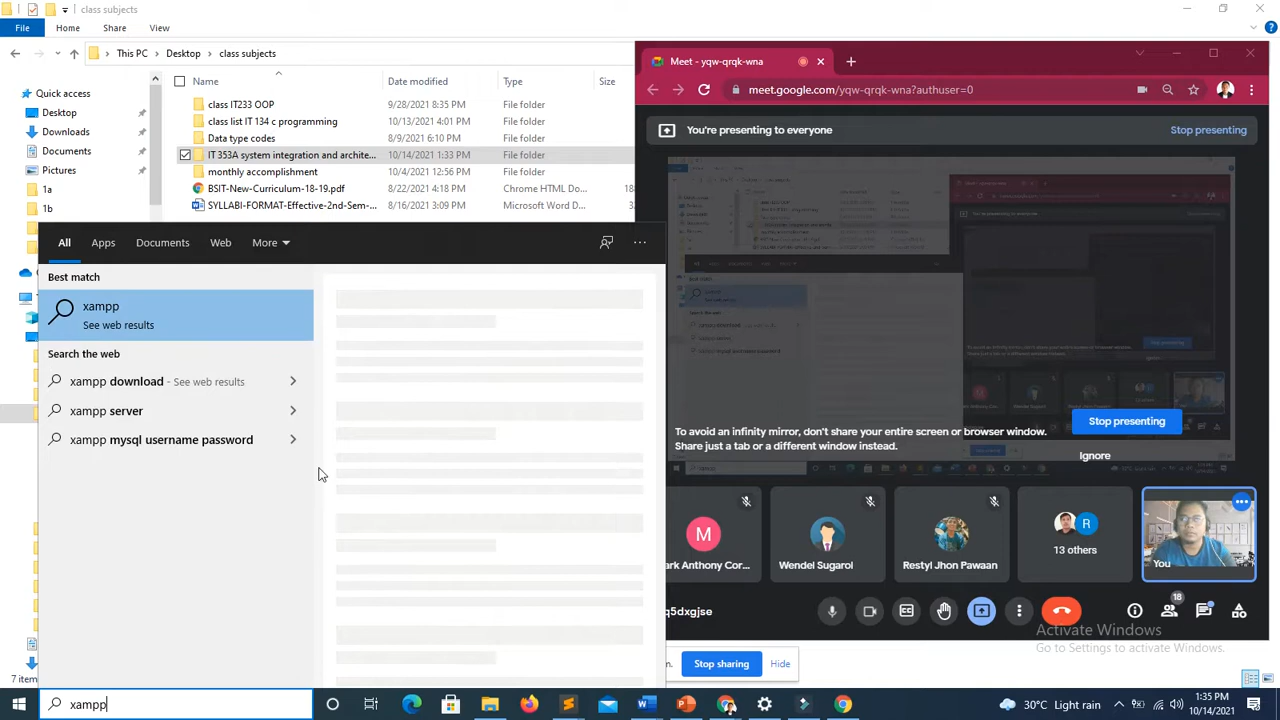 class subjects
File
Home
Share
View
This PC
Desktop
class subjects
Name
Date modified
Type
Size
Quick access
Desktop
Downloads
Documents
Pictures
1a
1b
class IT233 OOP
9/28/2021 8:35 PM
File folder
class list IT 134 c programming
10/13/2021 4:01 PM
File folder
Data type codes
8/9/2021 6:10 PM
File folder
IT 353A system integration and archite...
10/14/2021 1:33 PM
File folder
monthly accomplishment
10/4/2021 12:56 PM
File folder
BSIT-New-Curriculum-18-19.pdf
8/22/2021 4:18 PM
Chrome HTML Do...
SYLLABI-FORMAT-Effective-2nd-Sem-...
8/16/2021 3:09 PM
Microsoft Word D...
All
Apps
Documents
Web
More
Best match
xampp
See web results
Search the web
xampp download - See web results
xampp server
xampp mysql username password
7 item
xampp
Meet - yqw-qrqk-wna
meet.google.com/yqw-qrqk-wna?authuser=0
You're presenting to everyone
Stop presenting
To avoid an infinity mirror, don't share your entire screen or browser window.
Share just a tab or a different window instead.
Stop presenting
Ignore
M
R
ark Anthony Cor...
Wendel Sugarol
Restyl Jhon Pawaan
13 others
You
q5dxgjse
18
Activate Windows
Go to Settings to activate Windows.
m.
Stop sharing
Hide
30°C Light rain
1:35 PM
10/14/2021